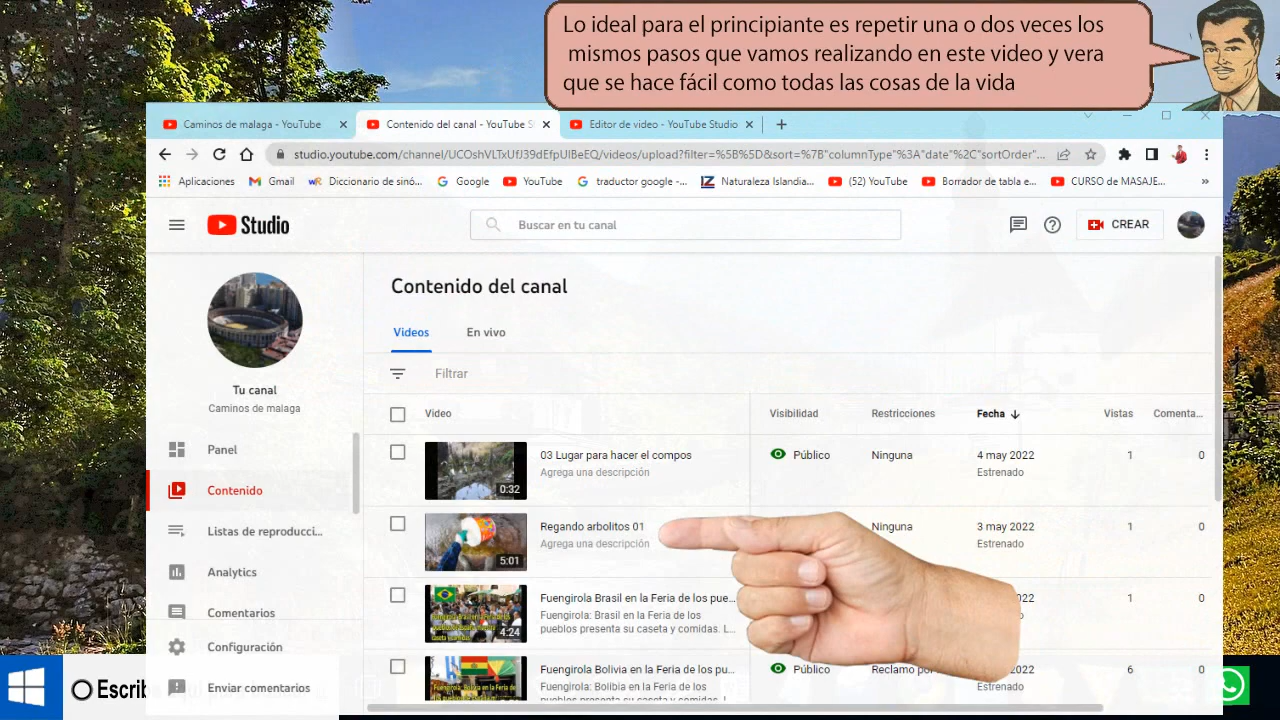 Lo ideal para el principiante es repetir una o dos veces los
mismos pasos que vamos realizando en este video y vera
que se hace fácil como todas las cosas de la vida
Caminos de malaga - YouTube
Contenido del canal - YouTube S
Editor de video - YouTube Studio
studio.youtube.com/channel/UCOshVLTxUfJ39dEfpUIBeEQ/videos/upload?filter=%5B%5D&sort=%7B"columnType"%3A"date"%2C"sortOrder"...
Aplicaciones
Gmail
Diccionario de sinó...
Google
YouTube
traductor google -...
Naturaleza Islandia...
(52) YouTube
Borrador de tabla e...
CURSO de MASAJE...
»
Studio
Buscar en tu canal
CREAR
Contenido del canal
Videos
En vivo
Filtrar
Tu canal
Caminos de malaga
Panel
Contenido
Listas de reproducci...
Analytics
Comentarios
Configuración
Enviar comentarios
Video Visibilidad Restricciones Fecha Vistas Comenta...
03 Lugar para hacer el compos Público Ninguna 4 may 2022 1 0
Agrega una descripción Estrenado
0:32
Regando arbolitos 01 Ninguna 3 may 2022 1 0
Agrega una descripción Estrenado
5:01
Fuengirola Brasil en la Feria de los pue... 2022 1 0
Fuengirola: Brasil en la Feria de los
pueblos presenta su caseta y comidas. L...
4:24
Fuengirola Bolivia en la Feria de los pu... Público Reclamo por 2022 6 0
Fuengirola: Bolibia en la Feria de los Estrenado
pueblos presenta su caseta y comidas. L...
Escrib